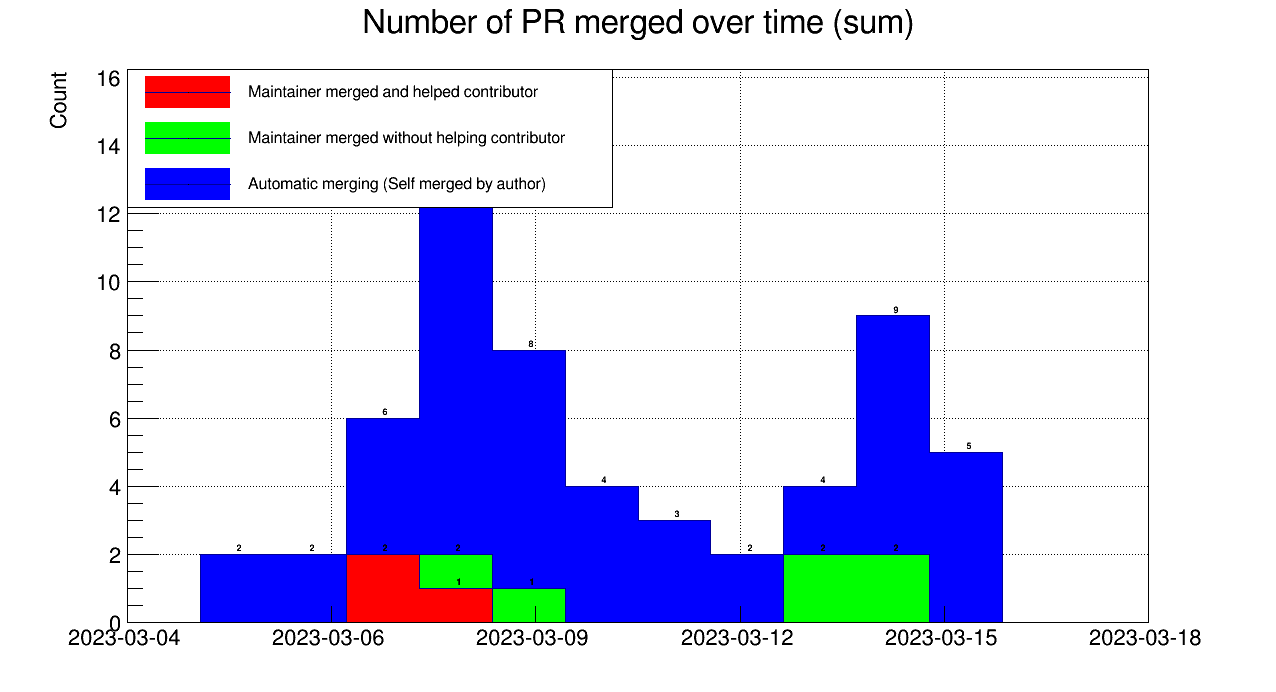 Number of PR merged over time (sum)
Count
16
14
12
10
8
6
4
2
0
Maintainer merged and helped contributor
Maintainer merged without helping contributor
Automatic merging (Self merged by author)
2 2 6 8 4 3 2 4 9 5
2 2 2 2
1 1
2023-03-04 2023-03-06 2023-03-09 2023-03-12 2023-03-15 2023-03-18